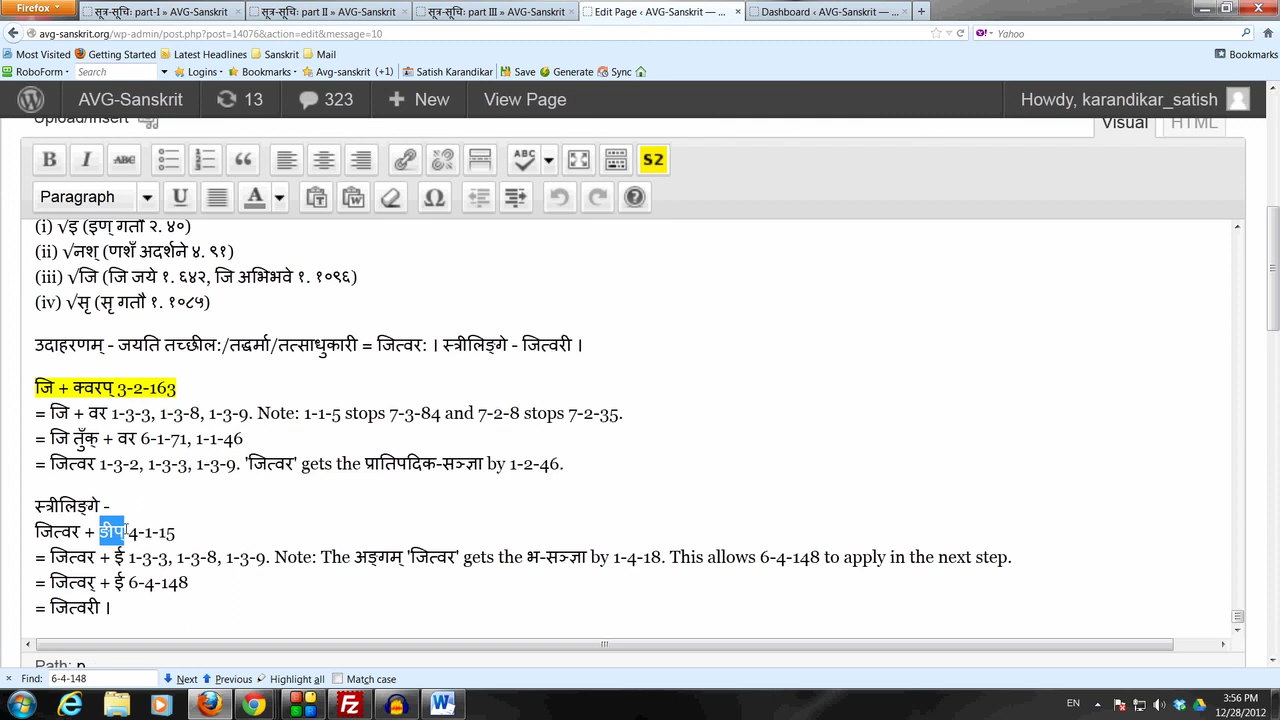 Firefox
सूत्र-सूचिः part-I » AVG-Sanskrit
सूत्र-सूचिः part II » AVG-Sanskrit
सूत्र-सूचिः part III » AVG-Sanskrit
Edit Page ‹ AVG-Sanskrit — ...
Dashboard ‹ AVG-Sanskrit — ...
avg-sanskrit.org/wp-admin/post.php?post=14076&action=edit&message=10
Yahoo
Most Visited Getting Started Latest Headlines Sanskrit Mail
Bookmarks
RoboForm Search Logins Bookmarks Avg-sanskrit (+1) Satish Karandikar Save Generate Sync
AVG-Sanskrit 13 323 + New View Page Howdy, karandikar_satish
Upload/Insert Visual HTML
B I ABC ABC S2
Paragraph U A Ω
(i) √इ (इण् गतौ २. ४०)
(ii) √नश् (णशँ अदर्शने ४. ९१)
(iii) √जि (जि जये १. ६४२, जि अभिभवे १. १०९६)
(iv) √सृ (सृ गतौ १. १०८५)
उदाहरणम् - जयति तच्छील:/तद्धर्मा/तत्साधुकारी = जित्वर: । स्त्रीलिङ्गे - जित्वरी ।
जि + क्वरप् 3-2-163
= जि + वर 1-3-3, 1-3-8, 1-3-9. Note: 1-1-5 stops 7-3-84 and 7-2-8 stops 7-2-35.
= जि तुँक् + वर 6-1-71, 1-1-46
= जित्वर 1-3-2, 1-3-3, 1-3-9. 'जित्वर' gets the प्रातिपदिक-सञ्ज्ञा by 1-2-46.
स्त्रीलिङ्गे -
जित्वर + ङीप् 4-1-15
= जित्वर + ई 1-3-3, 1-3-8, 1-3-9. Note: The अङ्गम् 'जित्वर' gets the भ-सञ्ज्ञा by 1-4-18. This allows 6-4-148 to apply in the next step.
= जित्वर् + ई 6-4-148
= जित्वरी ।
Path: p
× Find: 6-4-148 Next Previous Highlight all Match case
EN 3:56 PM
12/28/2012